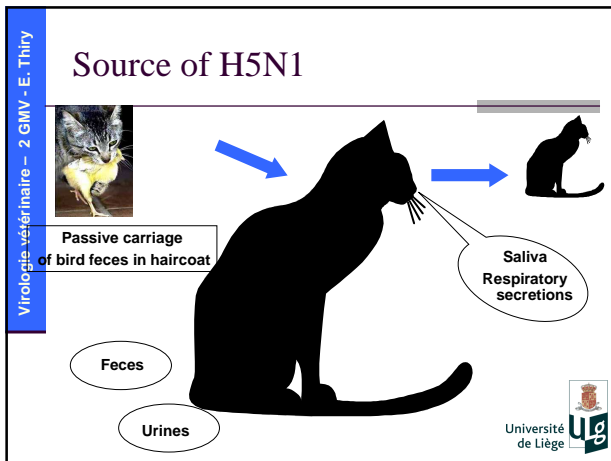 Virologie vétérinaire – 2 GMV - E. Thiry
Source of H5N1
Passive carriage
of bird feces in haircoat
Saliva
Respiratory
secretions
Feces
Urines
Université
de Liège
ULg